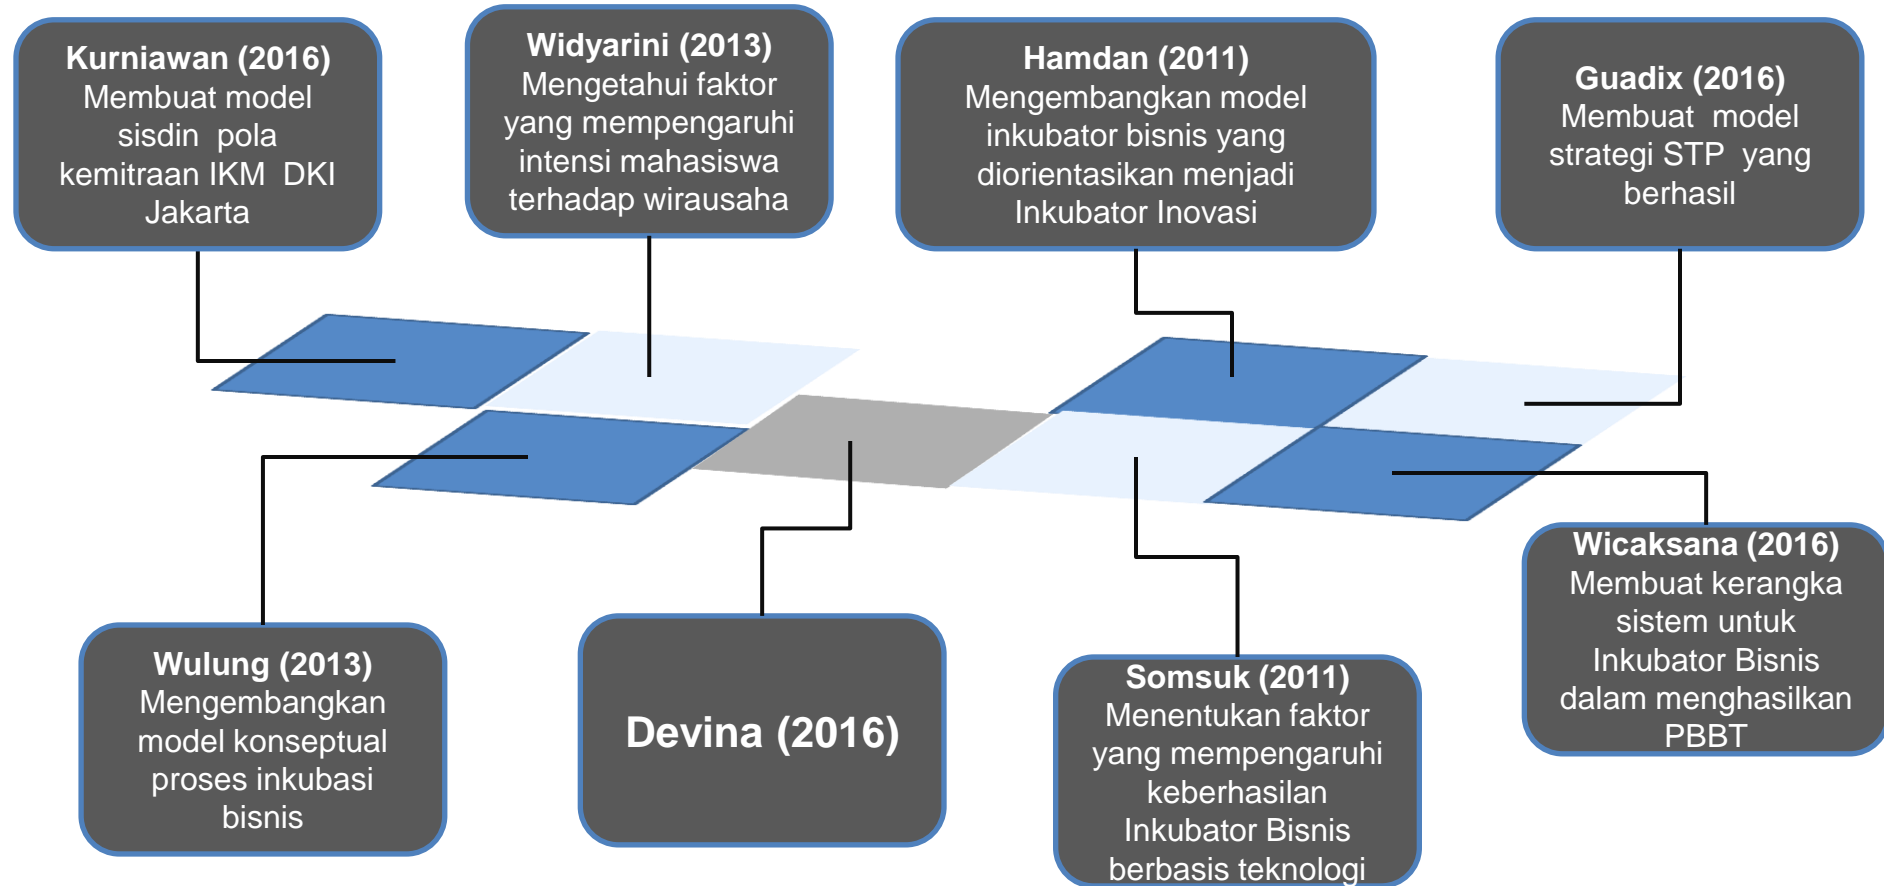 Kurniawan (2016)
Membuat model
sisdin pola
kemitraan IKM DKI
Jakarta
Widyarini (2013)
Mengetahui faktor
yang mempengaruhi
intensi mahasiswa
terhadap wirausaha
Hamdan (2011)
Mengembangkan model
inkubator bisnis yang
diorientasikan menjadi
Inkubator Inovasi
Guadix (2016)
Membuat model
strategi STP yang
berhasil
Wulung (2013)
Mengembangkan
model konseptual
proses inkubasi
bisnis
Devina (2016)
Somsuk (2011)
Menentukan faktor
yang mempengaruhi
keberhasilan
Inkubator Bisnis
berbasis teknologi
Wicaksana (2016)
Membuat kerangka
sistem untuk
Inkubator Bisnis
dalam menghasilkan
PBBT